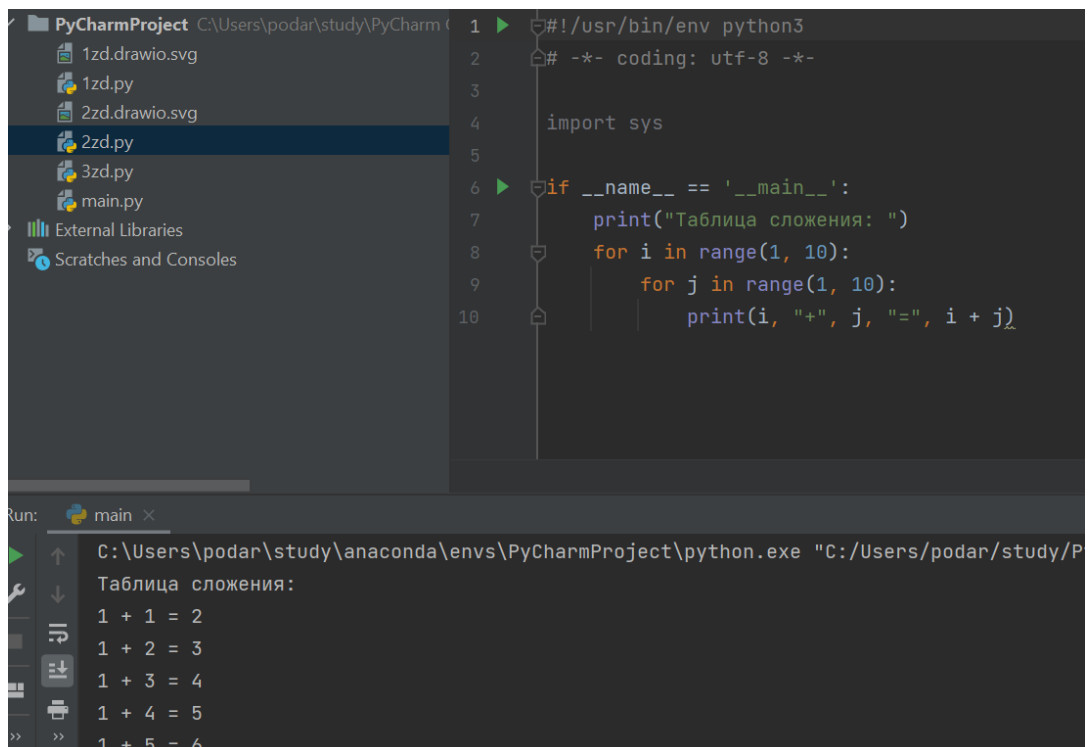 PyCharmProject C:\Users\podar\study\PyCharm
1zd.drawio.svg
1zd.py
2zd.drawio.svg
2zd.py
3zd.py
main.py
External Libraries
Scratches and Consoles
1 #!/usr/bin/env python3
2 # -*- coding: utf-8 -*-
3
4 import sys
5
6 if __name__ == '__main__':
7 print("Таблица сложения: ")
8 for i in range(1, 10):
9 for j in range(1, 10):
10 print(i, "+", j, "=", i + j)
Run: main
C:\Users\podar\study\anaconda\envs\PyCharmProject\python.exe "C:/Users/podar/study/P
Таблица сложения:
1 + 1 = 2
1 + 2 = 3
1 + 3 = 4
1 + 4 = 5
1 + 5 = 6